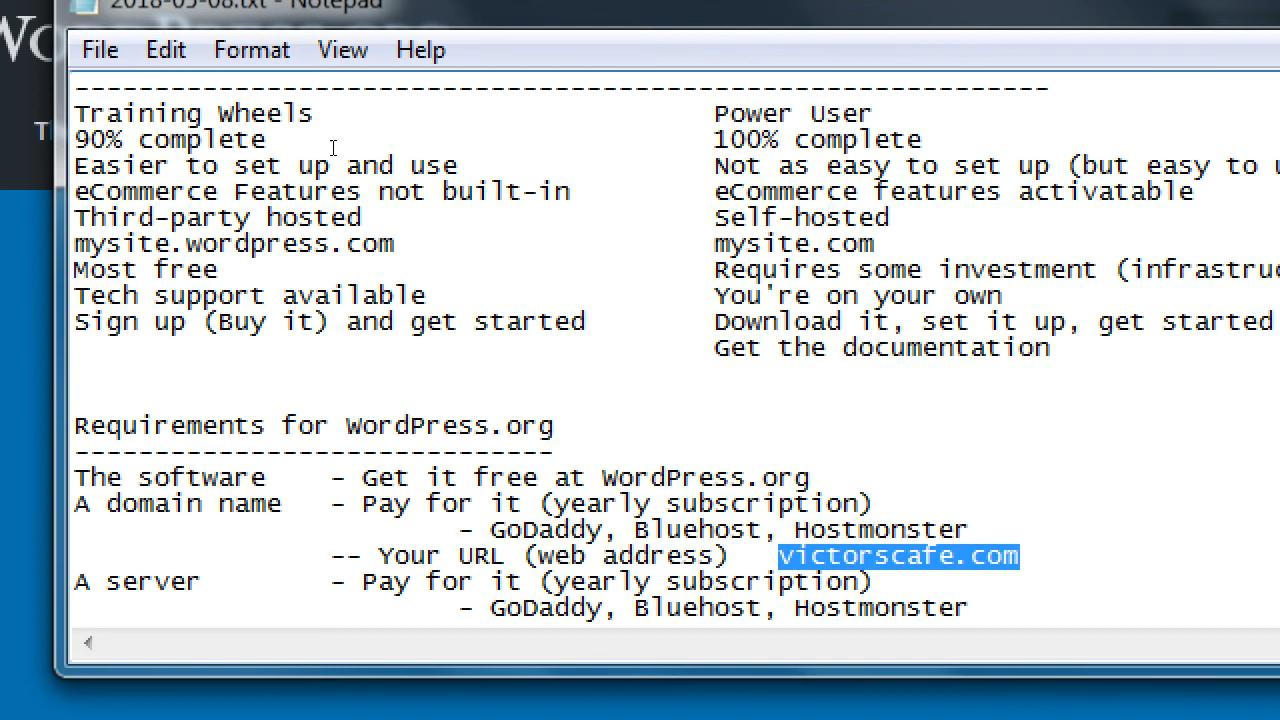 2018-05-08.txt - Notepad
File Edit Format View Help
-------------------------------------------------------------
Training Wheels Power User
90% complete 100% complete
Easier to set up and use Not as easy to set up (but easy to
eCommerce Features not built-in eCommerce features activatable
Third-party hosted Self-hosted
mysite.wordpress.com mysite.com
Most free Requires some investment
Tech support available You're on your own
Sign up (Buy it) and get started Download it, set it up, get started
Get the documentation
Requirements for WordPress.org
------------------------------
The software - Get it free at WordPress.org
A domain name - Pay for it (yearly subscription)
- GoDaddy, Bluehost, Hostmonster
-- Your URL (web address) victorscafe.com
A server - Pay for it (yearly subscription)
- GoDaddy, Bluehost, Hostmonster